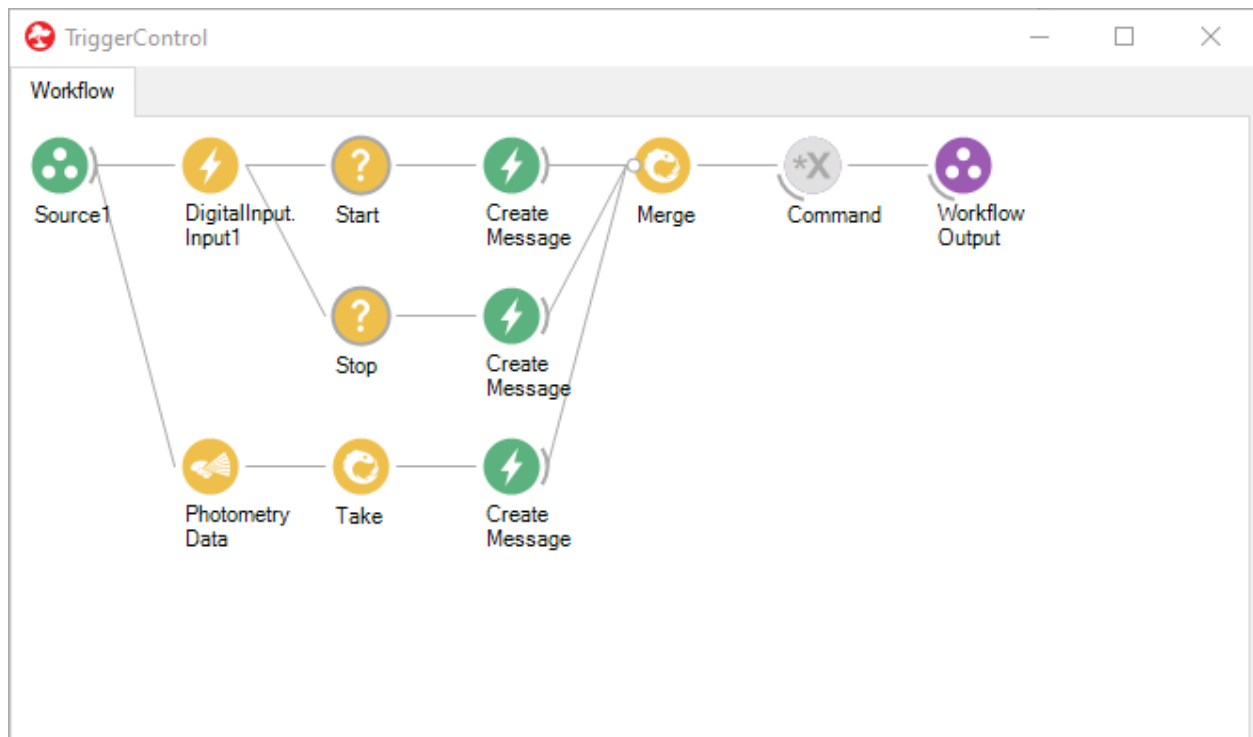 TriggerControl
Workflow
Source1
DigitalInput.
Input1
Start
Create
Message
Merge
*X
Command
Workflow
Output
?
?
Stop
Create
Message
Photometry
Data
Take
Create
Message